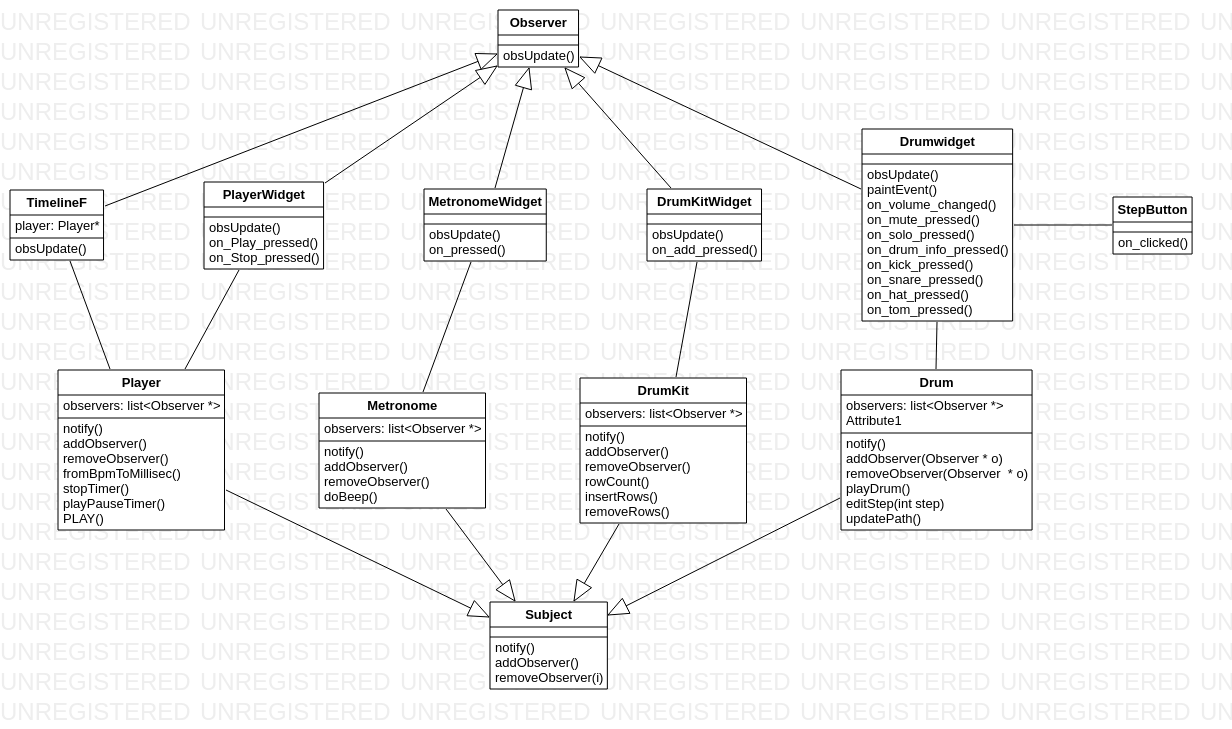 Observer
obsUpdate()
Drumwidget
obsUpdate()
paintEvent()
on_volume_changed()
on_mute_pressed()
on_solo_pressed()
on_drum_info_pressed()
on_kick_pressed()
on_snare_pressed()
on_hat_pressed()
on_tom_pressed()
TimelineF
player: Player*
obsUpdate()
PlayerWidget
obsUpdate()
on_Play_pressed()
on_Stop_pressed()
MetronomeWidget
obsUpdate()
on_pressed()
DrumKitWidget
obsUpdate()
on_add_pressed()
StepButton
on_clicked()
Player
observers: list<Observer *>
notify()
addObserver()
removeObserver()
fromBpmToMillisec()
stopTimer()
playPauseTimer()
PLAY()
Metronome
observers: list<Observer *>
notify()
addObserver()
removeObserver()
doBeep()
DrumKit
observers: list<Observer *>
notify()
addObserver()
removeObserver()
rowCount()
insertRows()
removeRows()
Drum
observers: list<Observer *>
Attribute1
notify()
addObserver(Observer * o)
removeObserver(Observer  * o)
playDrum()
editStep(int step)
updatePath()
Subject
notify()
addObserver()
removeObserver(i)
UNREGISTERED UNREGISTERED UNREGISTERED UNREGISTERED UNREGISTERED UNREGISTERED